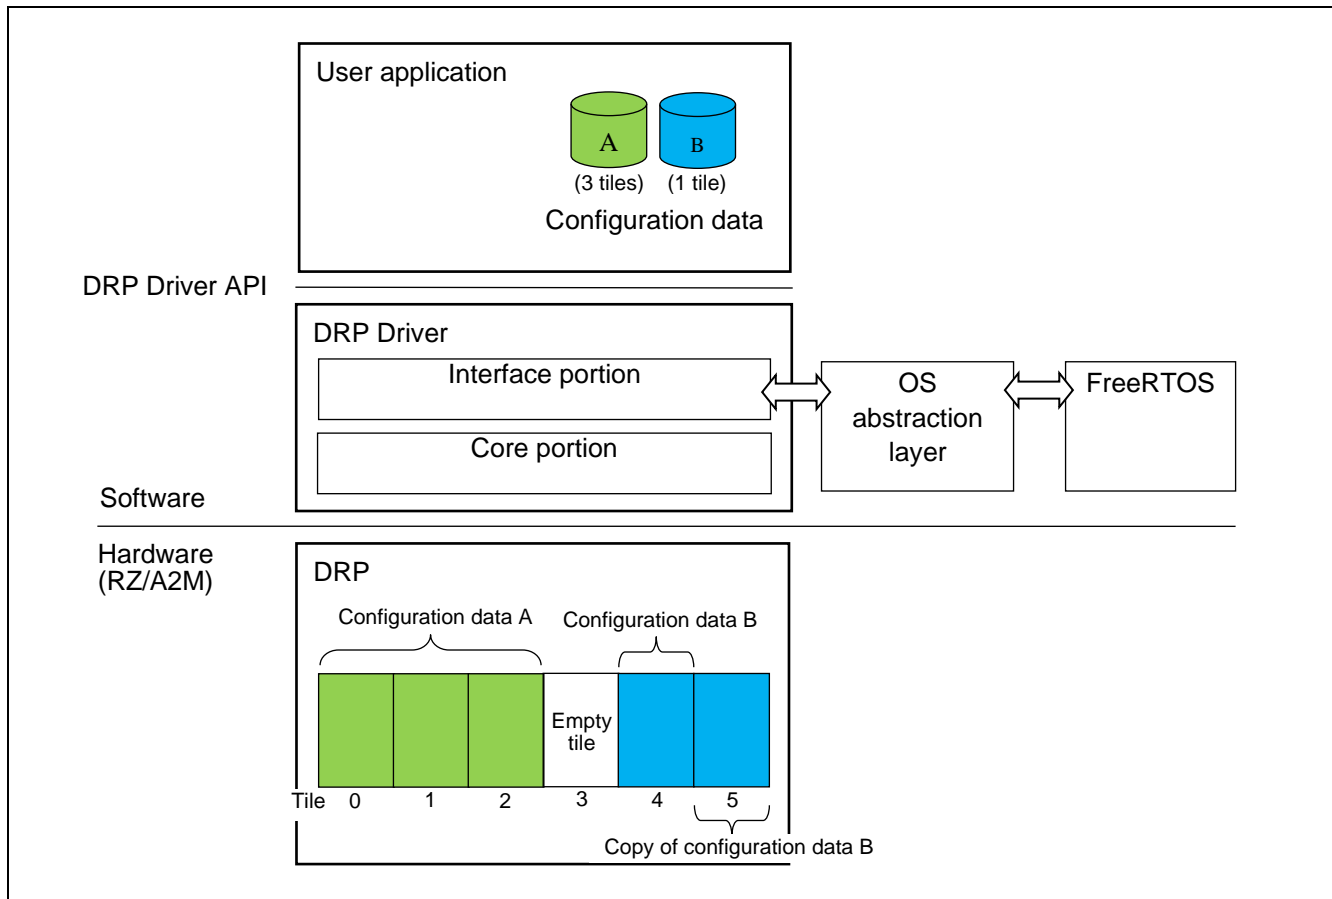 User application
A
B
(3 tiles)
(1 tile)
Configuration data
DRP Driver API
DRP Driver
Interface portion
Core portion
OS
abstraction
layer
FreeRTOS
Software
Hardware
(RZ/A2M)
DRP
Configuration data A
Configuration data B
Empty
tile
Tile 0 1 2 3 4 5
Copy of configuration data B